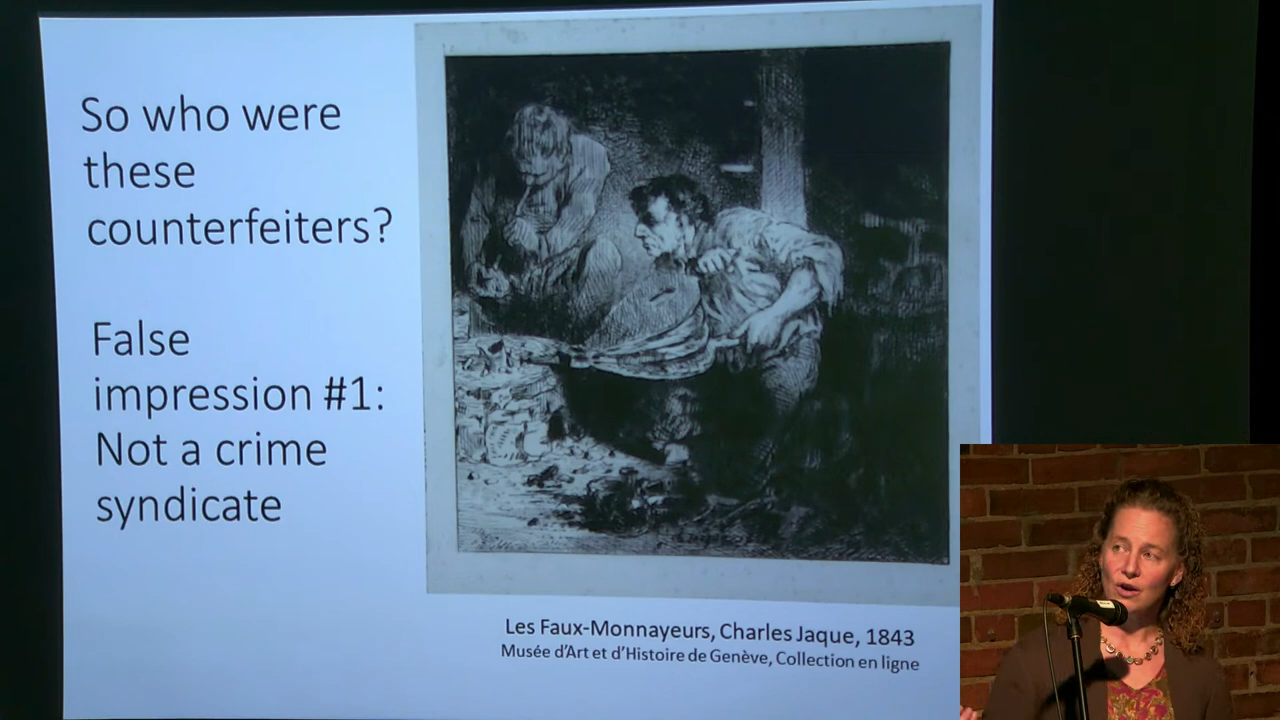 So who were
these
counterfeiters?
False
impression #1:
Not a crime
syndicate
Les Faux-Monnayeurs, Charles Jaque, 1843
Musée d'Art et d'Histoire de Genève, Collection en ligne